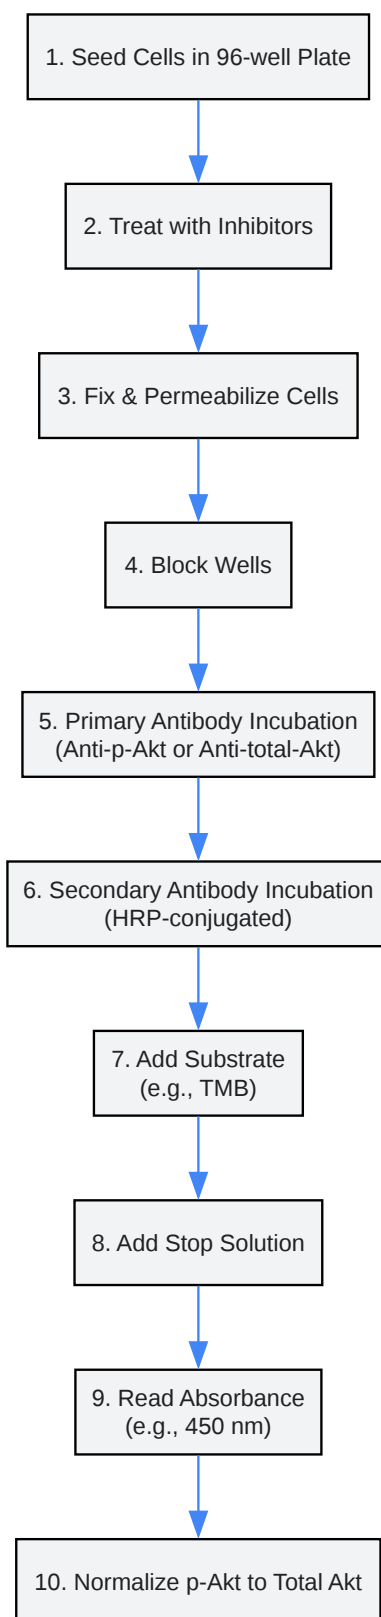 1. Seed Cells in 96-well Plate
2. Treat with Inhibitors
3. Fix & Permeabilize Cells
4. Block Wells
5. Primary Antibody Incubation
(Anti-p-Akt or Anti-total-Akt)
6. Secondary Antibody Incubation
(HRP-conjugated)
7. Add Substrate
(e.g., TMB)
8. Add Stop Solution
9. Read Absorbance
(e.g., 450 nm)
10. Normalize p-Akt to Total Akt